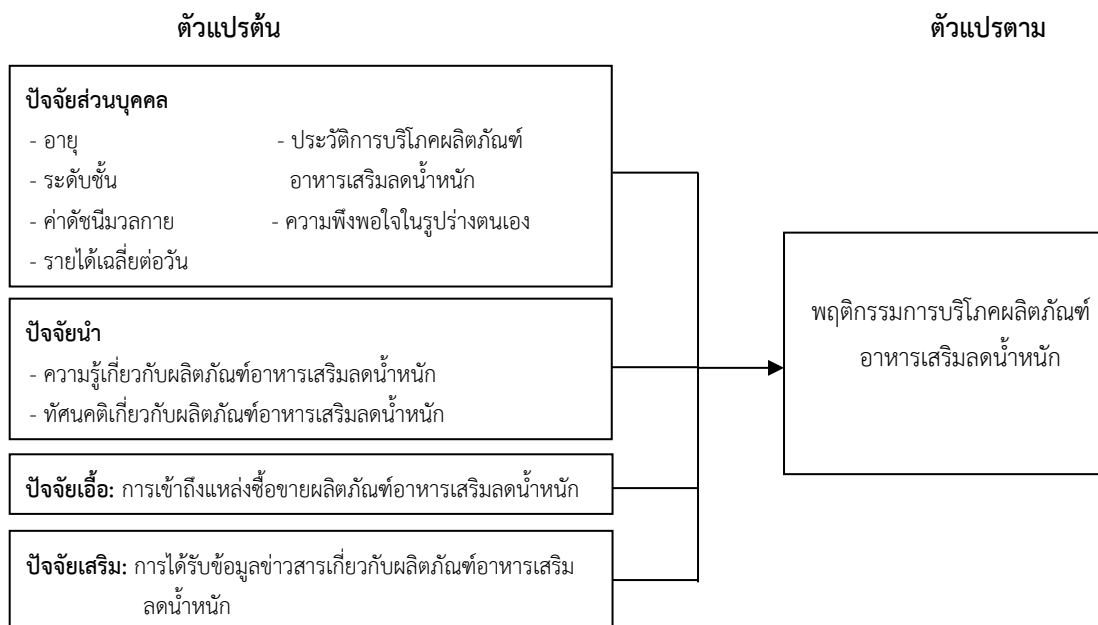 ตัวแปรต้น
ตัวแปรตาม
ปัจจัยส่วนบุคคล
- อายุ
- ระดับชั้น
- ค่าดัชนีมวลกาย
- รายได้เฉลี่ยต่อวัน
- ประวัติการบริโภคผลิตภัณฑ์
อาหารเสริมลดน้ำหนัก
- ความพึงพอใจในรูปร่างตนเอง
ปัจจัยนำ
- ความรู้เกี่ยวกับผลิตภัณฑ์อาหารเสริมลดน้ำหนัก
- ทัศนคติเกี่ยวกับผลิตภัณฑ์อาหารเสริมลดน้ำหนัก
ปัจจัยเอื้อ: การเข้าถึงแหล่งซื้อขายผลิตภัณฑ์อาหารเสริมลดน้ำหนัก
ปัจจัยเสริม: การได้รับข้อมูลข่าวสารเกี่ยวกับผลิตภัณฑ์อาหารเสริม
ลดน้ำหนัก
พฤติกรรมการบริโภคผลิตภัณฑ์
อาหารเสริมลดน้ำหนัก